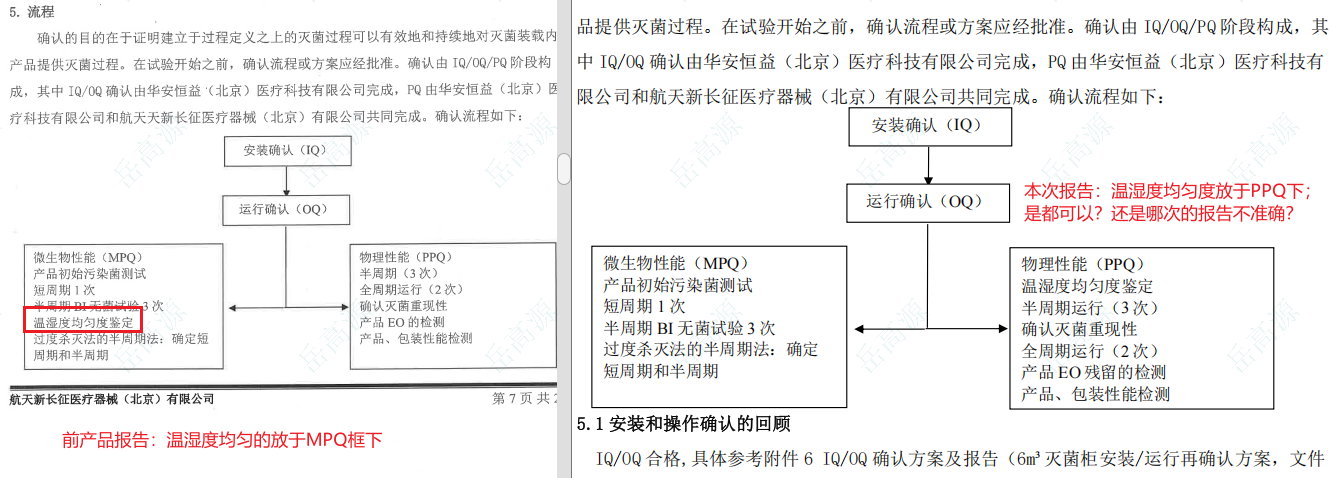 5. 流程
确认的目的在于证明建立于过程定义之上的灭菌过程可以有效地和持续地对灭菌装载内
产品提供灭菌过程。在试验开始之前，确认流程或方案应经批准。确认由 IQ/OQ/PQ 阶段构
成，其中 IQ/OQ 确认由华安恒益（北京）医疗科技有限公司完成，PQ 由华安恒益（北京）医
疗科技有限公司和航天天新长征医疗器械（北京）有限公司共同完成。确认流程如下：
安装确认（IQ）
运行确认（OQ）
微生物性能（MPQ）
产品初始污染菌测试
短周期 1 次
半周期 BI 无菌试验 3 次
温湿度均匀度鉴定
过度杀灭法的半周期法：确定短
周期和半周期
物理性能（PPQ）
半周期（3 次）
全周期运行（2 次）
确认灭菌重现性
产品 EO 的检测
产品、包装性能检测
航天新长征医疗器械（北京）有限公司
第 7 页 共 2
前产品报告：温湿度均匀的放于MPQ框下
品提供灭菌过程。在试验开始之前，确认流程或方案应经批准。确认由 IQ/OQ/PQ 阶段构成，其
中 IQ/OQ 确认由华安恒益（北京）医疗科技有限公司完成，PQ 由华安恒益（北京）医疗科技有
限公司和航天新长征医疗器械（北京）有限公司共同完成。确认流程如下：
安装确认（IQ）
运行确认（OQ）
本次报告：温湿度均匀度放于PPQ下；
是都可以？还是哪次的报告不准确？
微生物性能（MPQ）
产品初始污染菌测试
短周期 1 次
半周期 BI 无菌试验 3 次
过度杀灭法的半周期法：确定
短周期和半周期
物理性能（PPQ）
温湿度均匀度鉴定
半周期运行（3 次）
确认灭菌重现性
全周期运行（2 次）
产品 EO 残留的检测
产品、包装性能检测
5.1 安装和操作确认的回顾
IQ/OQ 合格,具体参考附件 6 IQ/OQ 确认方案及报告（6m³ 灭菌柜安装/运行再确认方案，文件
岳高源
岳高源
岳高源
岳高源
岳高源
岳高源